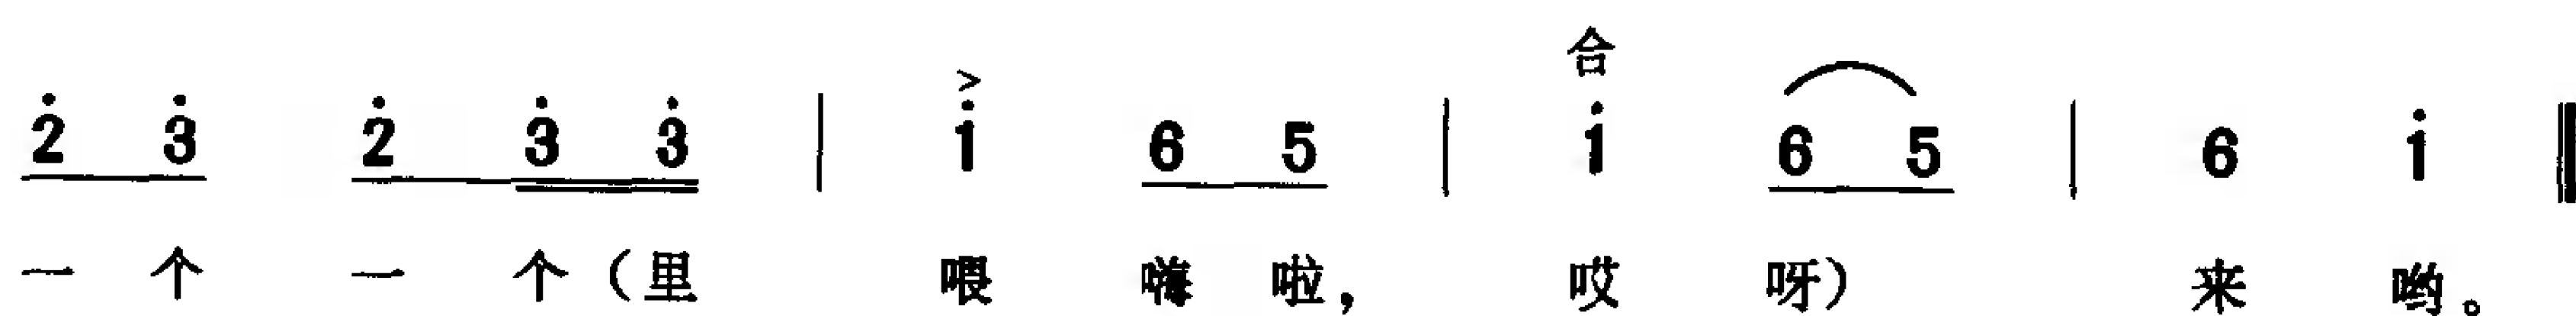 合
2̇ 3̇ 2̇ 3̇ 3̇ | 1̇ 6 5 | 1̇ 6 5 | 6 1̇ ‖
一 个 一 个（里 喂 嗨 啦， 哎 呀） 来 哟。